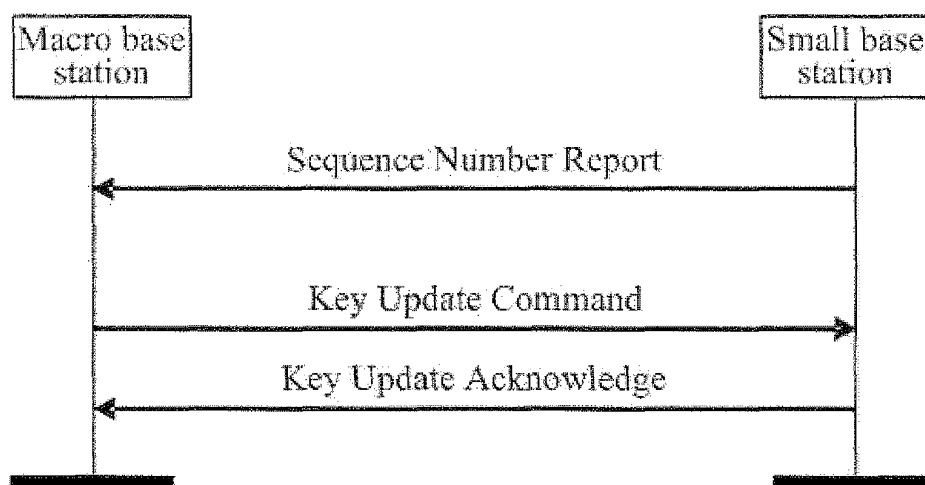 Macro base
station
Small base
station
Sequence Number Report
Key Update Command
Key Update Acknowledge